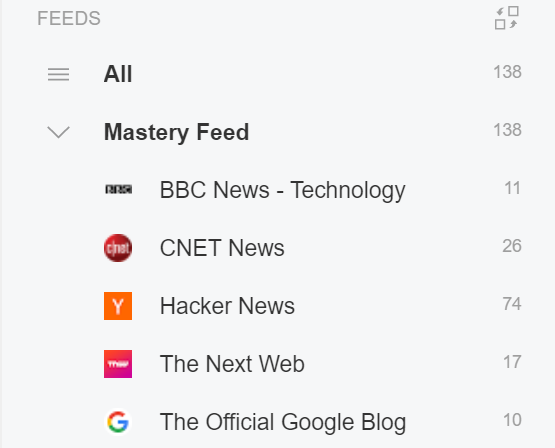 FEEDS
All 138
Mastery Feed 138
BBC BBC News - Technology 11
c|net CNET News 26
Y Hacker News 74
TNW The Next Web 17
G The Official Google Blog 10